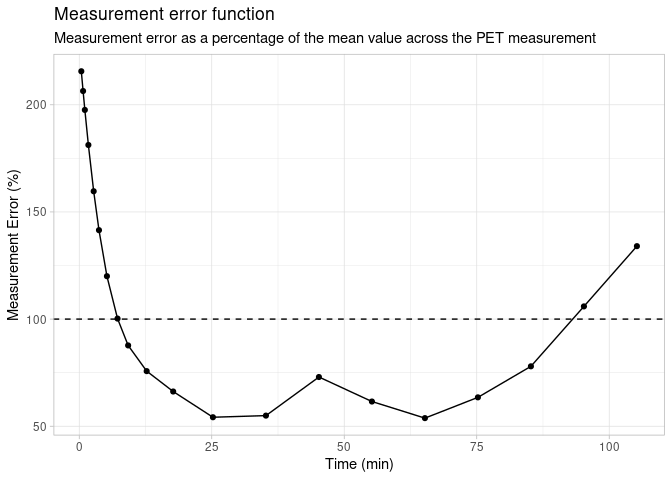 Measurement error function
Measurement error as a percentage of the mean value across the PET measurement
Measurement Error (%)
200
150
100
50
0 25 50 75 100
Time (min)